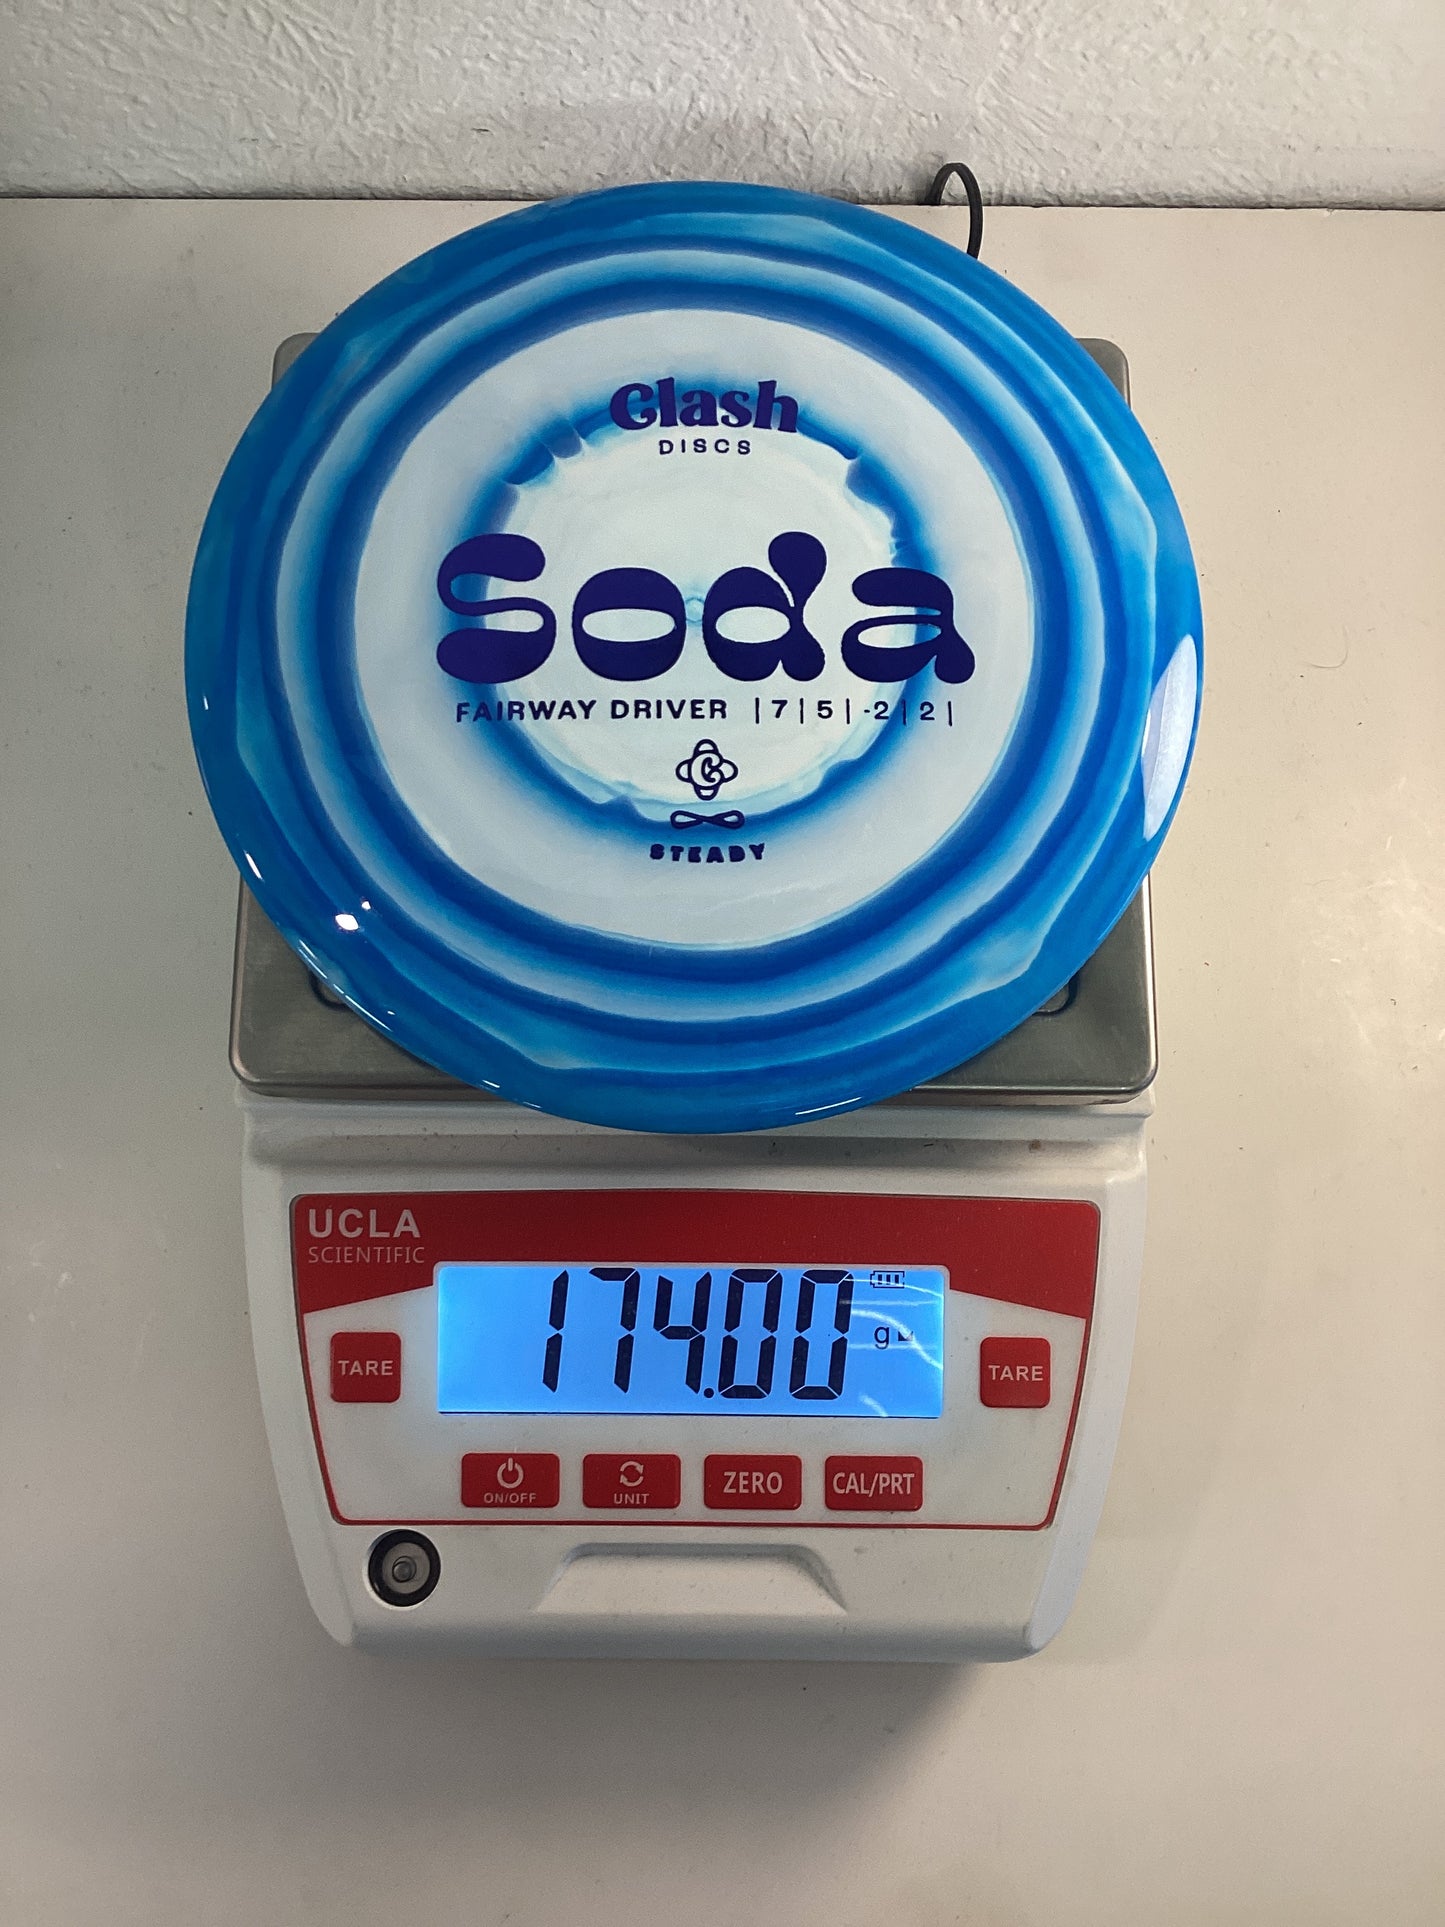 Clash
DISCS
Soda
FAIRWAY DRIVER | 7 | 5 | -2 | 2 |
STEADY
UCLA
SCIENTIFIC
174.00
g
TARE
TARE
ON/OFF
UNIT
ZERO
CAL/PRT